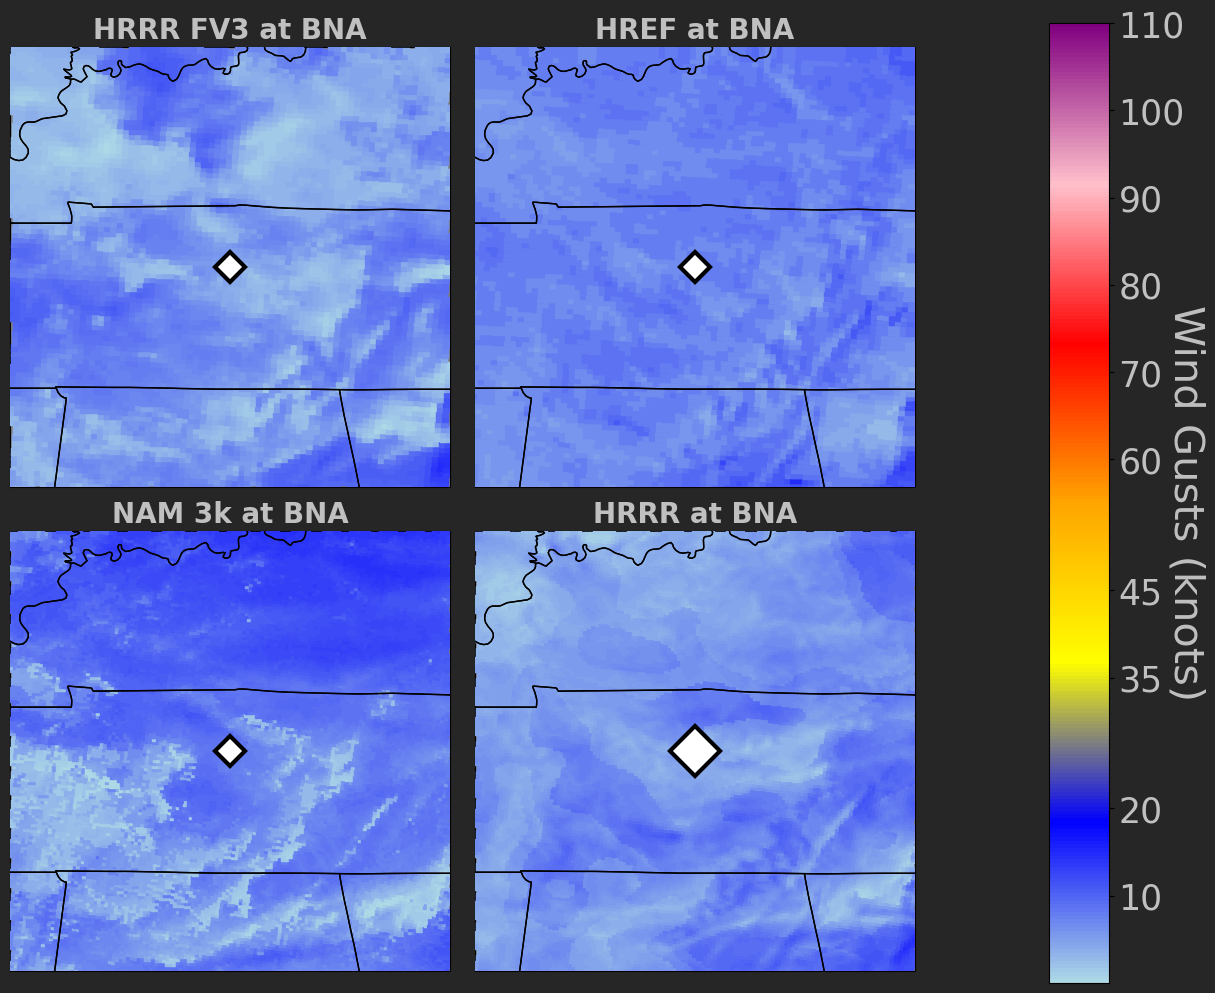 HRRR FV3 at BNA
HREF at BNA
NAM 3k at BNA
HRRR at BNA
110
100
90
80
70
60
45
35
20
10
Wind Gusts (knots)